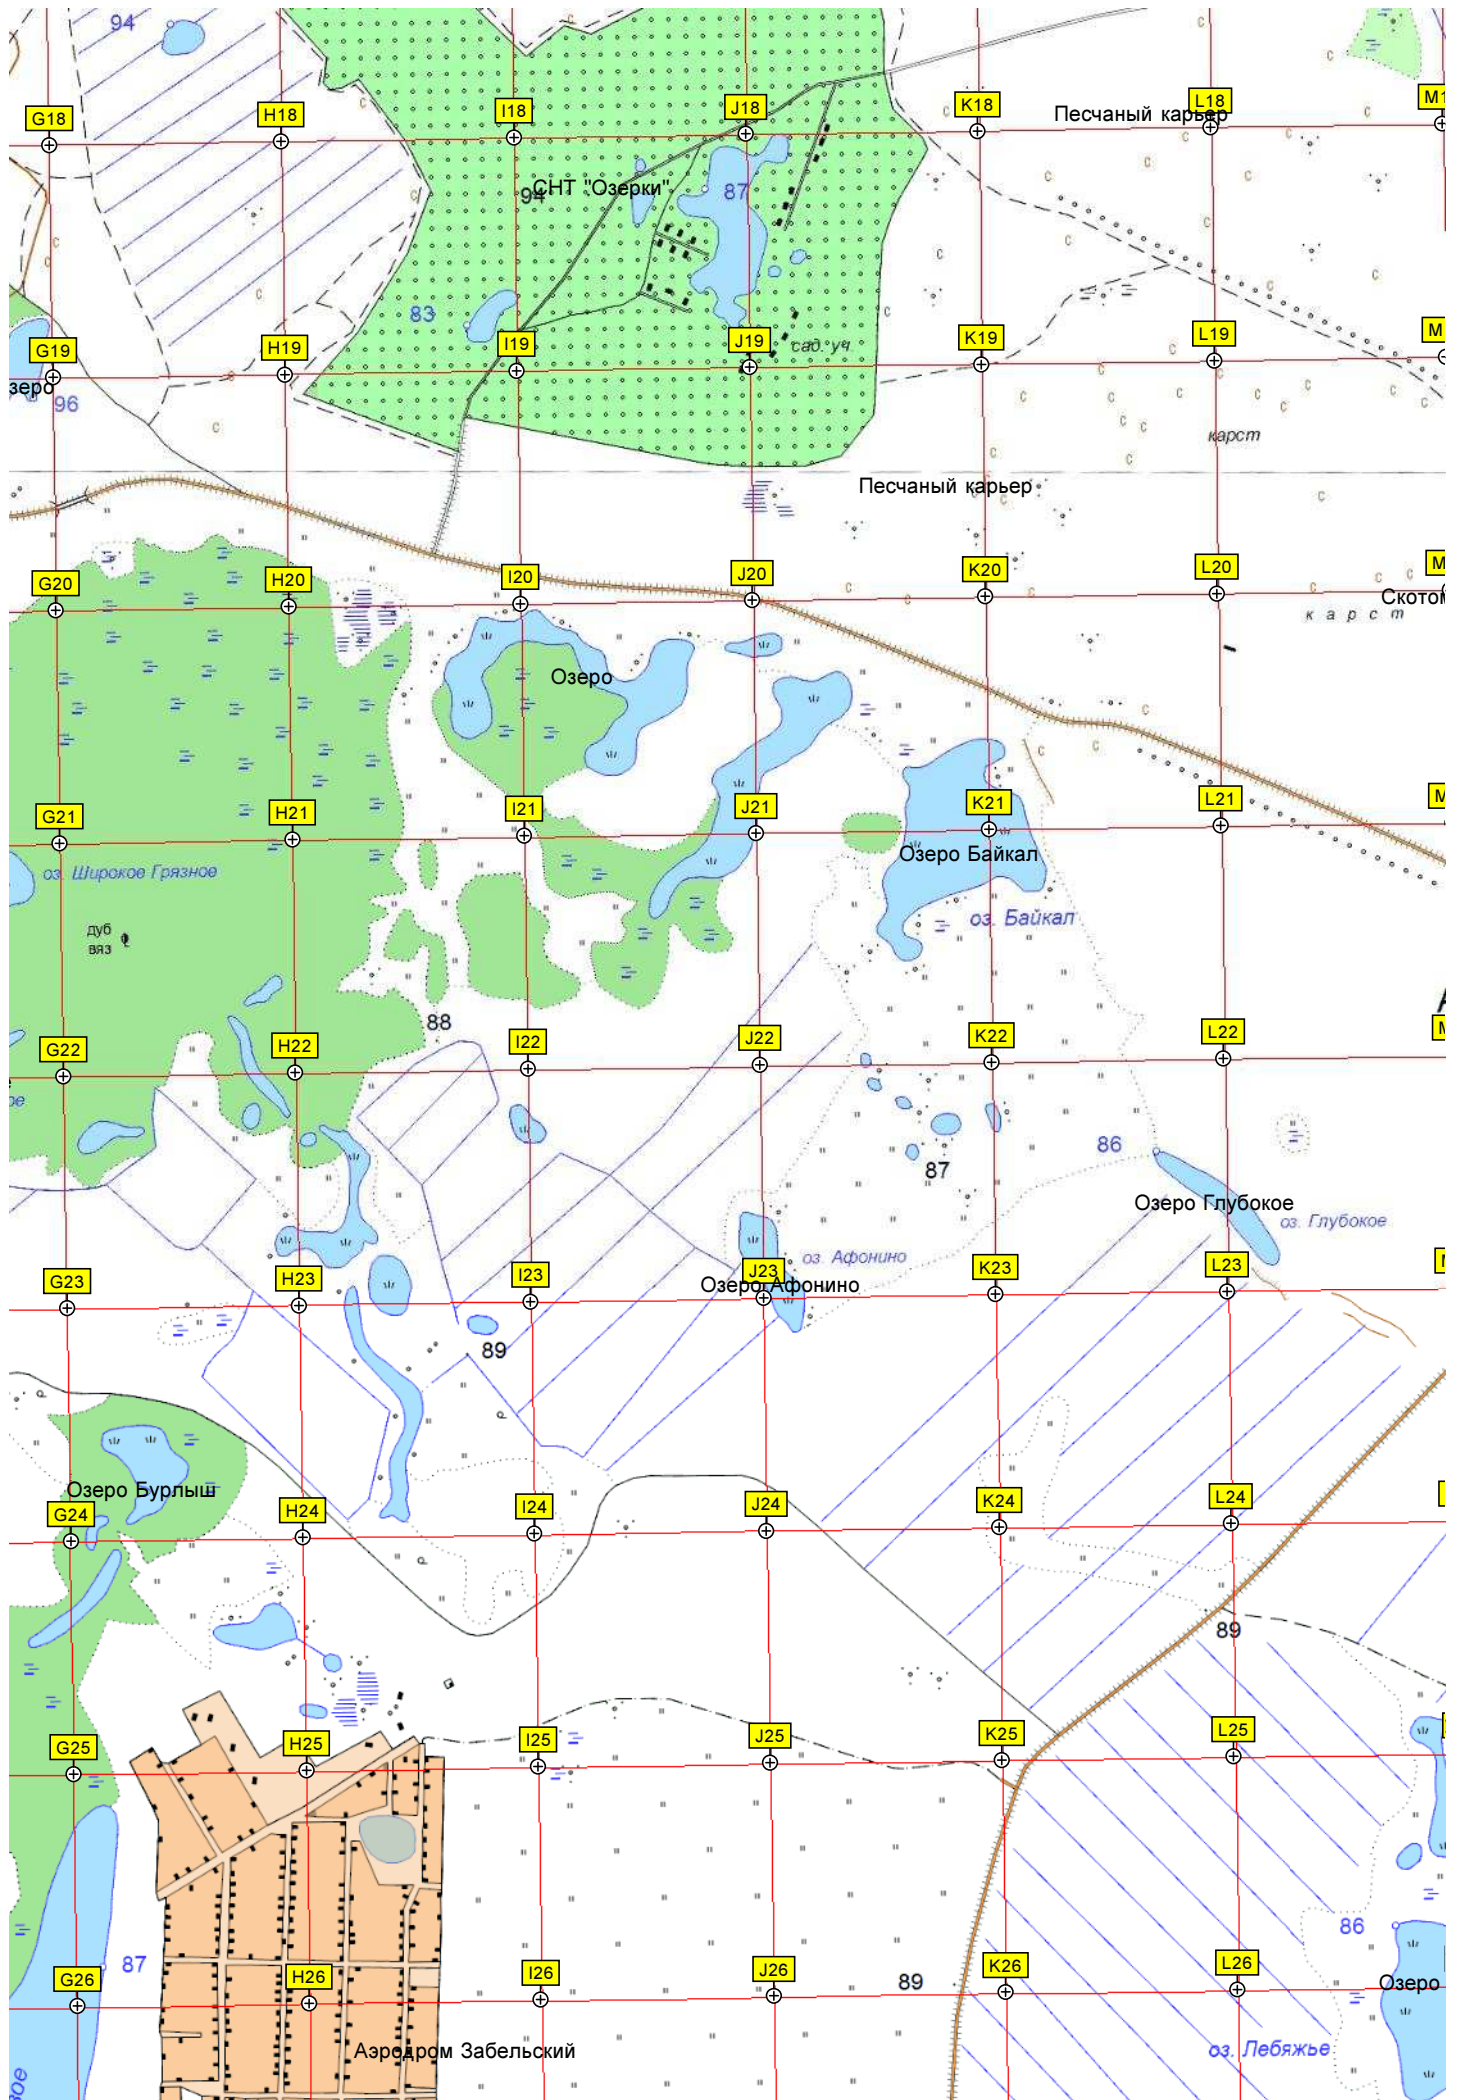 94
G18
H18
I18
J18
K18
Песчаный карьер
L18
94
СНТ "Озерки"
87
83
G19
H19
I19
J19
сад. уч
K19
L19
зеро
96
карст
Песчаный карьер
G20
H20
I20
J20
K20
L20
карст
Озеро
G21
H21
I21
J21
K21
L21
оз. Широкое Грязное
Озеро Байкал
оз. Байкал
дуб
вяз
88
G22
H22
I22
J22
K22
L22
86
87
Озеро Глубокое
оз. Глубокое
оз. Афонино
G23
H23
I23
J23
K23
L23
Озеро Афонино
89
Озеро Бурлыш
G24
H24
I24
J24
K24
L24
89
G25
H25
I25
J25
K25
L25
86
87
G26
H26
I26
J26
89
K26
L26
Озеро
Аэродром Забельский
оз. Лебяжье